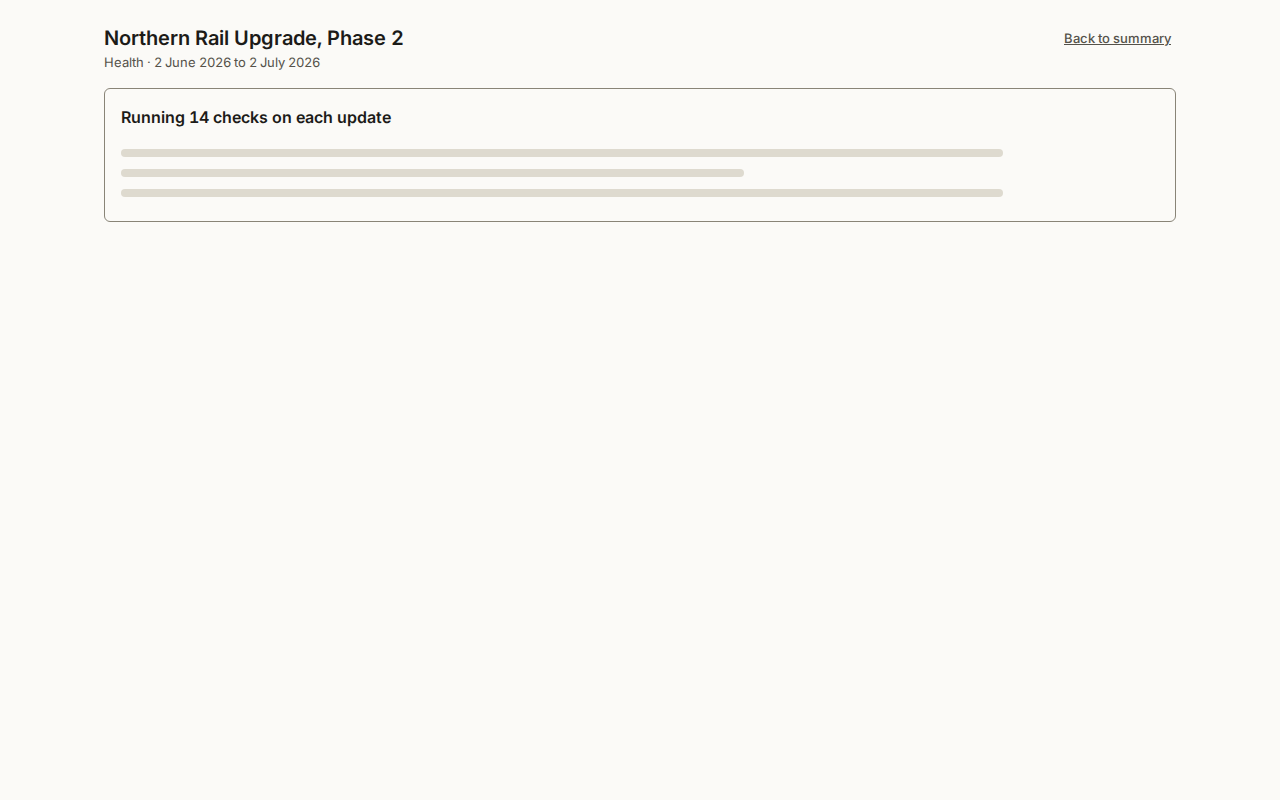 Northern Rail Upgrade, Phase 2
Back to summary
Health · 2 June 2026 to 2 July 2026
Running 14 checks on each update